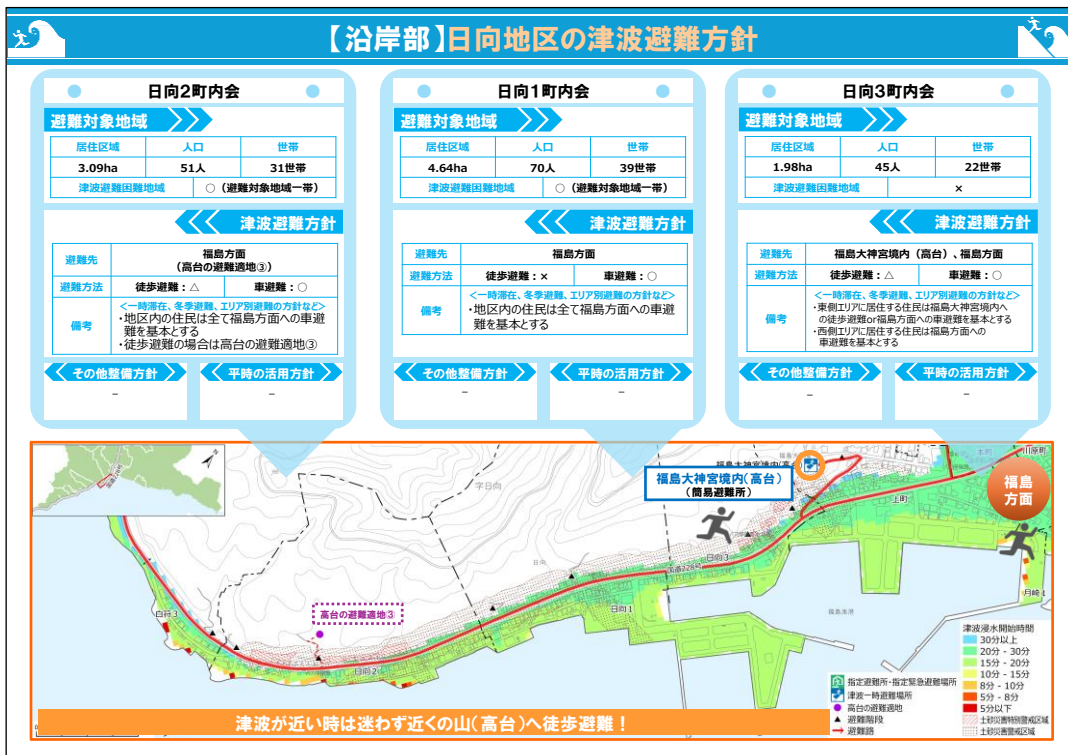 【沿岸部】日向地区の津波避難方針
日向2町内会
避難対象地域
居住区域 人口 世帯
3.09ha 51人 31世帯
津波避難困難地域 ○（避難対象地域一帯）
津波避難方針
避難先 福島方面
（高台の避難適地③）
避難方法 徒歩避難：△ 車避難：○
備考
<一時滞在、冬季避難、エリア別避難の方針など>
・地区内の住民は全て福島方面への車避
難を基本とする
・徒歩避難の場合は高台の避難適地③
その他整備方針 平時の活用方針
- -
日向1町内会
避難対象地域
居住区域 人口 世帯
4.64ha 70人 39世帯
津波避難困難地域 ○（避難対象地域一帯）
津波避難方針
避難先 福島方面
避難方法 徒歩避難：× 車避難：○
備考
<一時滞在、冬季避難、エリア別避難の方針など>
・地区内の住民は全て福島方面への車避
難を基本とする
その他整備方針 平時の活用方針
- -
日向3町内会
避難対象地域
居住区域 人口 世帯
1.98ha 45人 22世帯
津波避難困難地域 ×
津波避難方針
避難先 福島大神宮境内（高台）、福島方面
避難方法 徒歩避難：△ 車避難：○
備考
<一時滞在、冬季避難、エリア別避難の方針など>
・東側エリアに居住する住民は福島大神宮境内へ
の徒歩避難or福島方面への車避難を基本とする
・西側エリアに居住する住民は福島方面への
車避難を基本とする
その他整備方針 平時の活用方針
- -
川原町
福島大神宮境内（高台）
（簡易避難所）
福島
方面
字日向
上町
日向
日向3
国道228号
日向1
福島漁港
月崎1
白符3
高台の避難適地③
日向2
津波浸水開始時間
30分以上
20分 - 30分
15分 - 20分
10分 - 15分
8分 - 10分
5分 - 8分
5分以下
土砂災害特別警戒区域
土砂災害警戒区域
指定避難所・指定緊急避難場所
津波一時避難場所
高台の避難適地
避難階段
避難路
津波が近い時は迷わず近くの山（高台）へ徒歩避難！